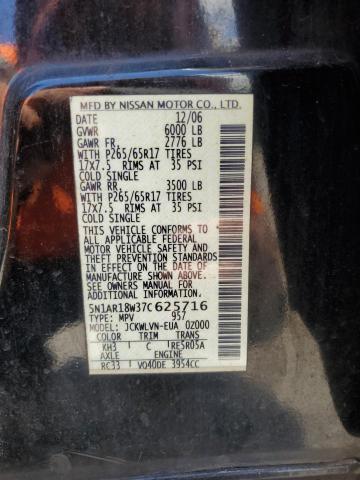 MFD BY NISSAN MOTOR CO., LTD.
12/06
GVWR 6000 LB
GAWR FR. 2776 LB
WITH P265/65R17 TIRES
17x7.5 RIMS AT 35 PSI
COLD SINGLE
GAWR RR. 3500 LB
WITH P265/65R17 TIRES
17x7.5 RIMS AT 35 PSI
COLD SINGLE
THIS VEHICLE CONFORMS TO
ALL APPLICABLE FEDERAL
MOTOR VEHICLE SAFETY AND
THEFT PREVENTION STANDARDS
IN EFFECT ON THE DATE OF
MANUFACTURE SHOWN ABOVE.
SEE OWNERS MANUAL FOR
ADDITIONAL INFORMATION.
5N1AR18W37C625716
TYPE: MPV 957
MODEL: JCKWLVN-EUA 0Z000
COLOR TRIM TRANS
KH3 C RE5R05A
AXLE ENGINE
RC33 VQ40DE 3954CC